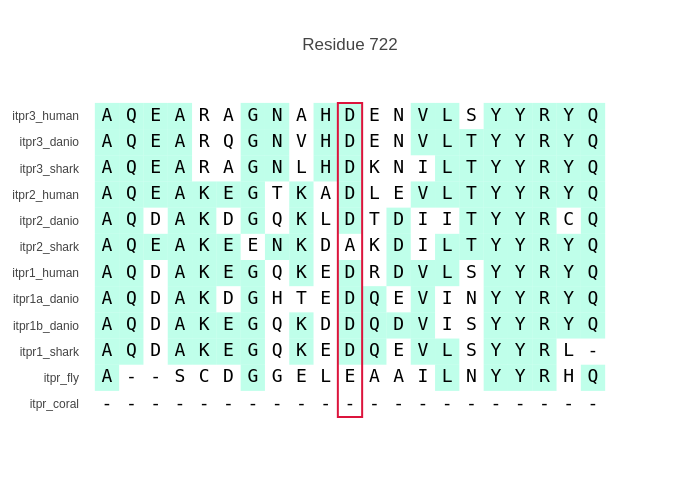 Residue 722
itpr3_human A Q E A R A G N A H D E N V L S Y Y R Y Q
itpr3_danio A Q E A R Q G N V H D E N V L T Y Y R Y Q
itpr3_shark A Q E A R A G N L H D K N I L T Y Y R Y Q
itpr2_human A Q E A K E G T K A D L E V L T Y Y R Y Q
itpr2_danio A Q D A K D G Q K L D T D I I T Y Y R C Q
itpr2_shark A Q E A K E E N K D A K D I L T Y Y R Y Q
itpr1_human A Q D A K E G Q K E D R D V L S Y Y R Y Q
itpr1a_danio A Q D A K D G H T E D Q E V I N Y Y R Y Q
itpr1b_danio A Q D A K E G Q K D D Q D V I S Y Y R Y Q
itpr1_shark A Q D A K E G Q K E D Q E V L S Y Y R L -
itpr_fly A - - S C D G G E L E A A I L N Y Y R H Q
itpr_coral - - - - - - - - - - - - - - - - - - - - -